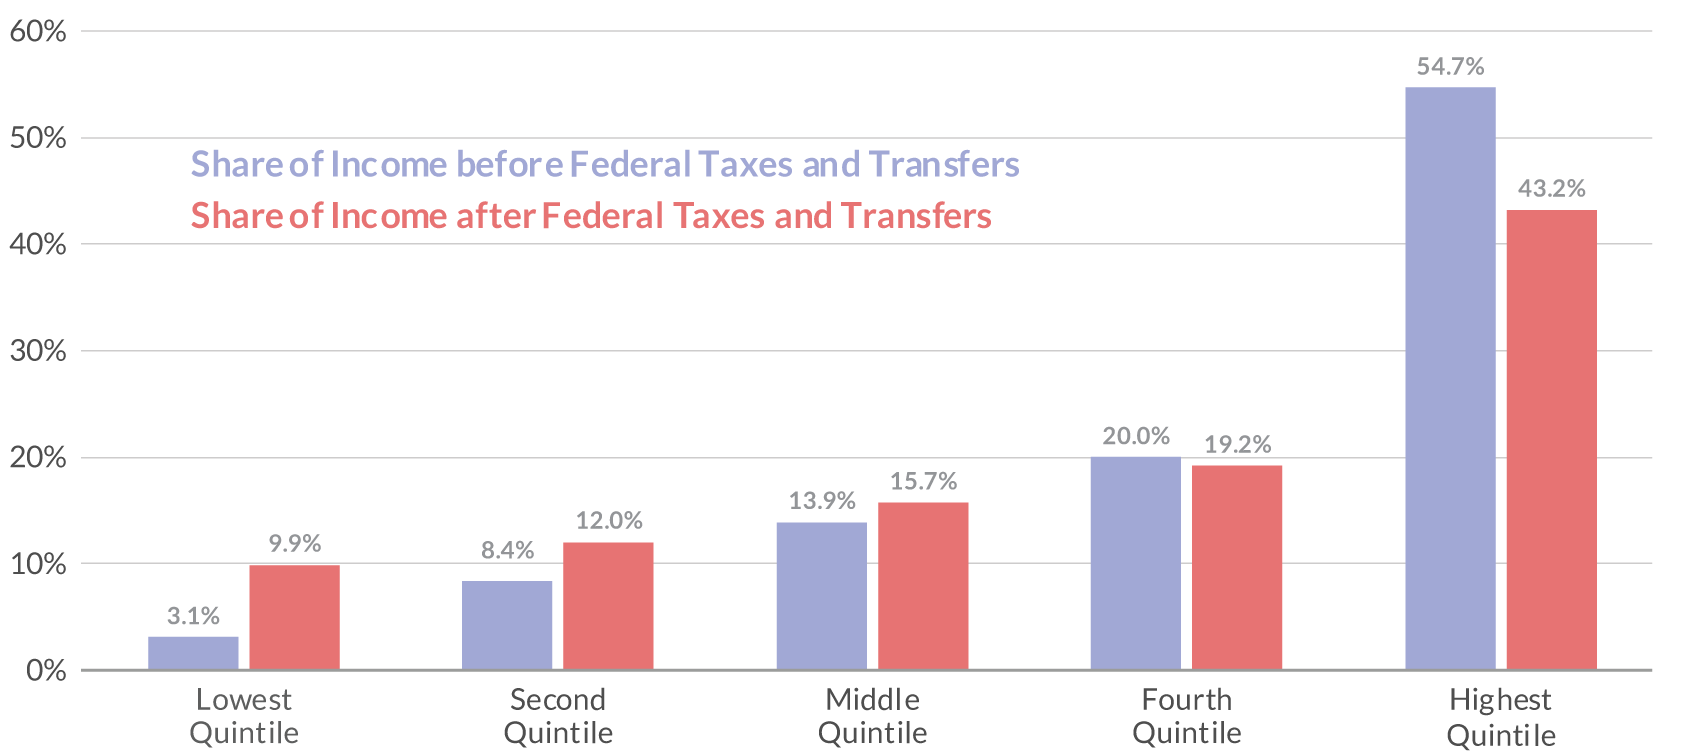 60%
54.7%
50%
Share of Income before Federal Taxes and Transfers
43.2%
Share of Income after Federal Taxes and Transfers
40%
30%
20.0%
19.2%
20%
15.7%
13.9%
12.0%
9.9%
8.4%
10%
3.1%
0%
Lowest
Quintile
Second
Quintile
Middle
Quintile
Fourth
Quintile
Highest
Quintile